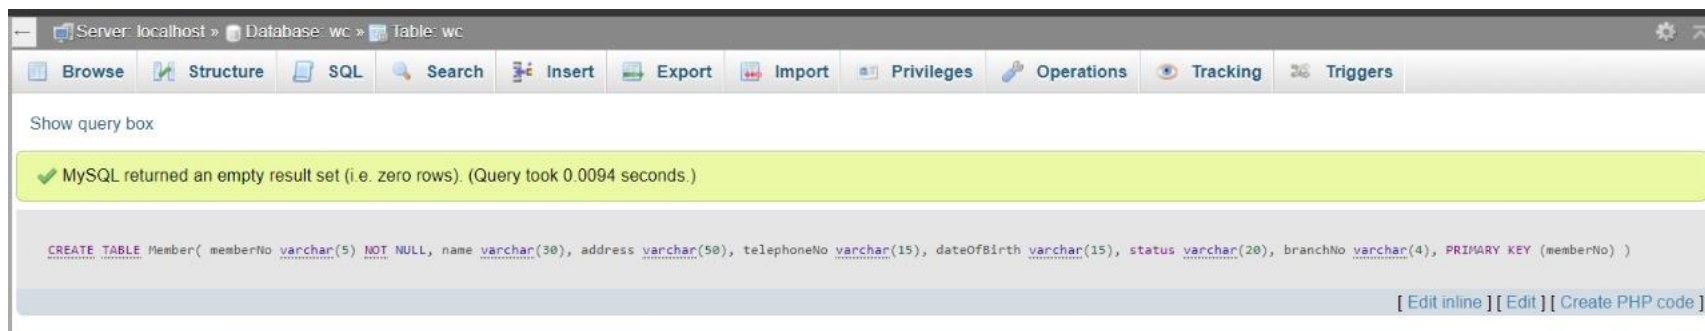 ← Server: localhost » Database: wc » Table: wc
Browse Structure SQL Search Insert Export Import Privileges Operations Tracking Triggers
Show query box
MySQL returned an empty result set (i.e. zero rows). (Query took 0.0094 seconds.)
CREATE TABLE Member( memberNo varchar(5) NOT NULL, name varchar(30), address varchar(50), telephoneNo varchar(15), dateOfBirth varchar(15), status varchar(20), branchNo varchar(4), PRIMARY KEY (memberNo) )
[ Edit inline ] [ Edit ] [ Create PHP code ]